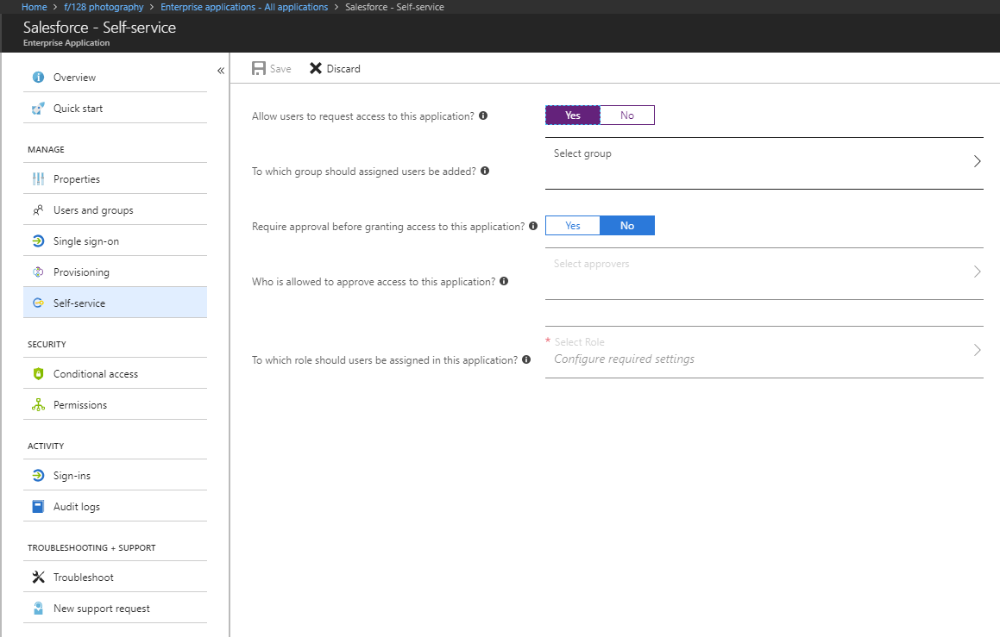 Home > f/128 photography > Enterprise applications - All applications > Salesforce - Self-service
Salesforce - Self-service
Enterprise Application
«
Overview
Quick start
MANAGE
Properties
Users and groups
Single sign-on
Provisioning
Self-service
SECURITY
Conditional access
Permissions
ACTIVITY
Sign-ins
Audit logs
TROUBLESHOOTING + SUPPORT
Troubleshoot
New support request
Save Discard
Allow users to request access to this application? Yes No
To which group should assigned users be added? Select group
Require approval before granting access to this application? Yes No
Who is allowed to approve access to this application? Select approvers
To which role should users be assigned in this application? * Select Role
Configure required settings